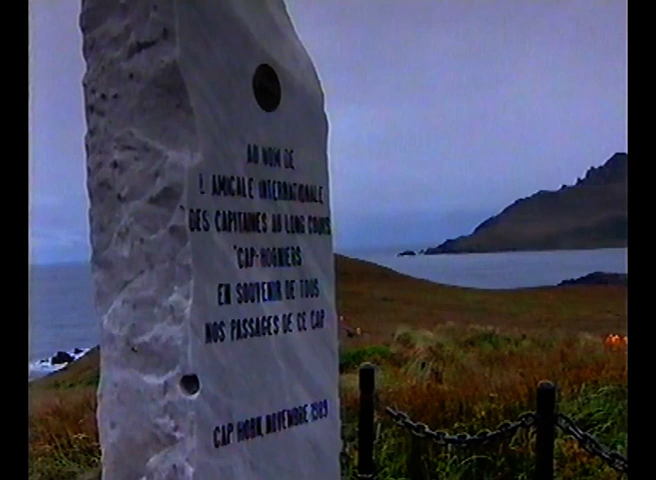 AU NOM DE
L'AMICALE INTERNATIONALE
DES CAPITAINES AU LONG COURS
"CAP-HORNIERS
EN SOUVENIR DE TOUS
NOS PASSAGES DE CE CAP
CAP HORN, NOVEMBRE 1989